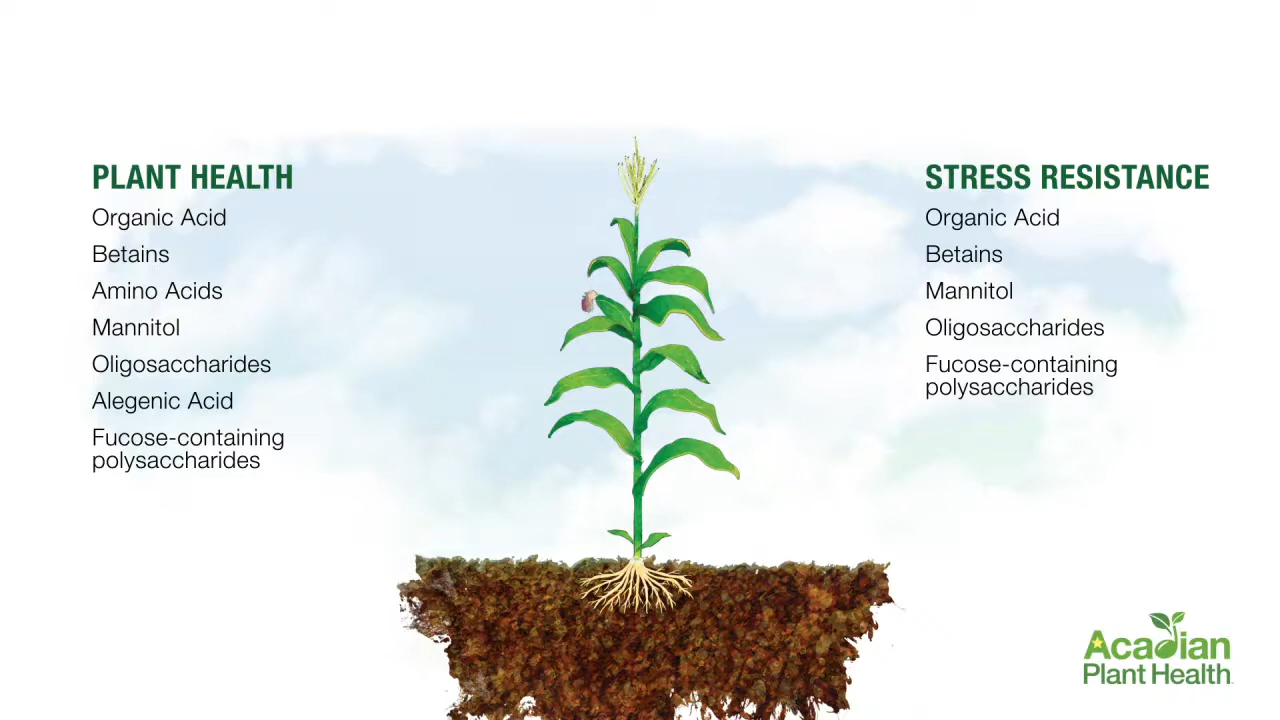 PLANT HEALTH
Organic Acid
Betains
Amino Acids
Mannitol
Oligosaccharides
Alegenic Acid
Fucose-containing
polysaccharides
STRESS RESISTANCE
Organic Acid
Betains
Mannitol
Oligosaccharides
Fucose-containing
polysaccharides
Acadian
Plant Health